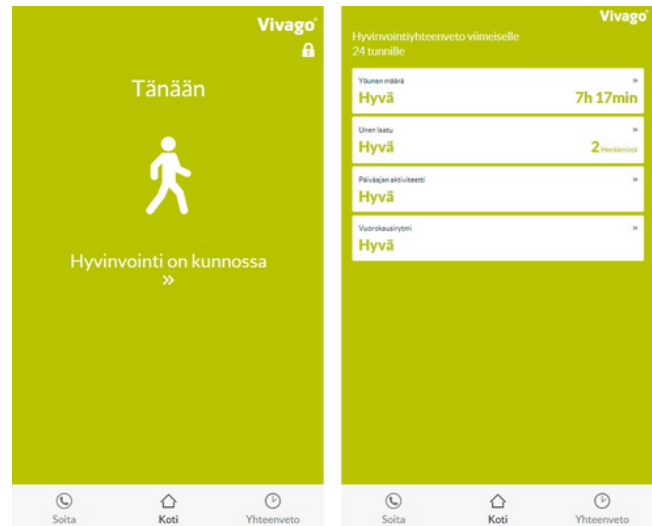 Vivago
Tänään
Hyvinvointi on kunnossa
»
Soita
Koti
Yhteenveto
Vivago
Hyvinvointiyhteenveto viimeiselle
24 tunnille
Yöunen määrä »
Hyvä 7h 17min
Unen laatu »
Hyvä 2 Heräämistä
Päiväajan aktiviteetti »
Hyvä
Vuorokausirytmi »
Hyvä
Soita
Koti
Yhteenveto